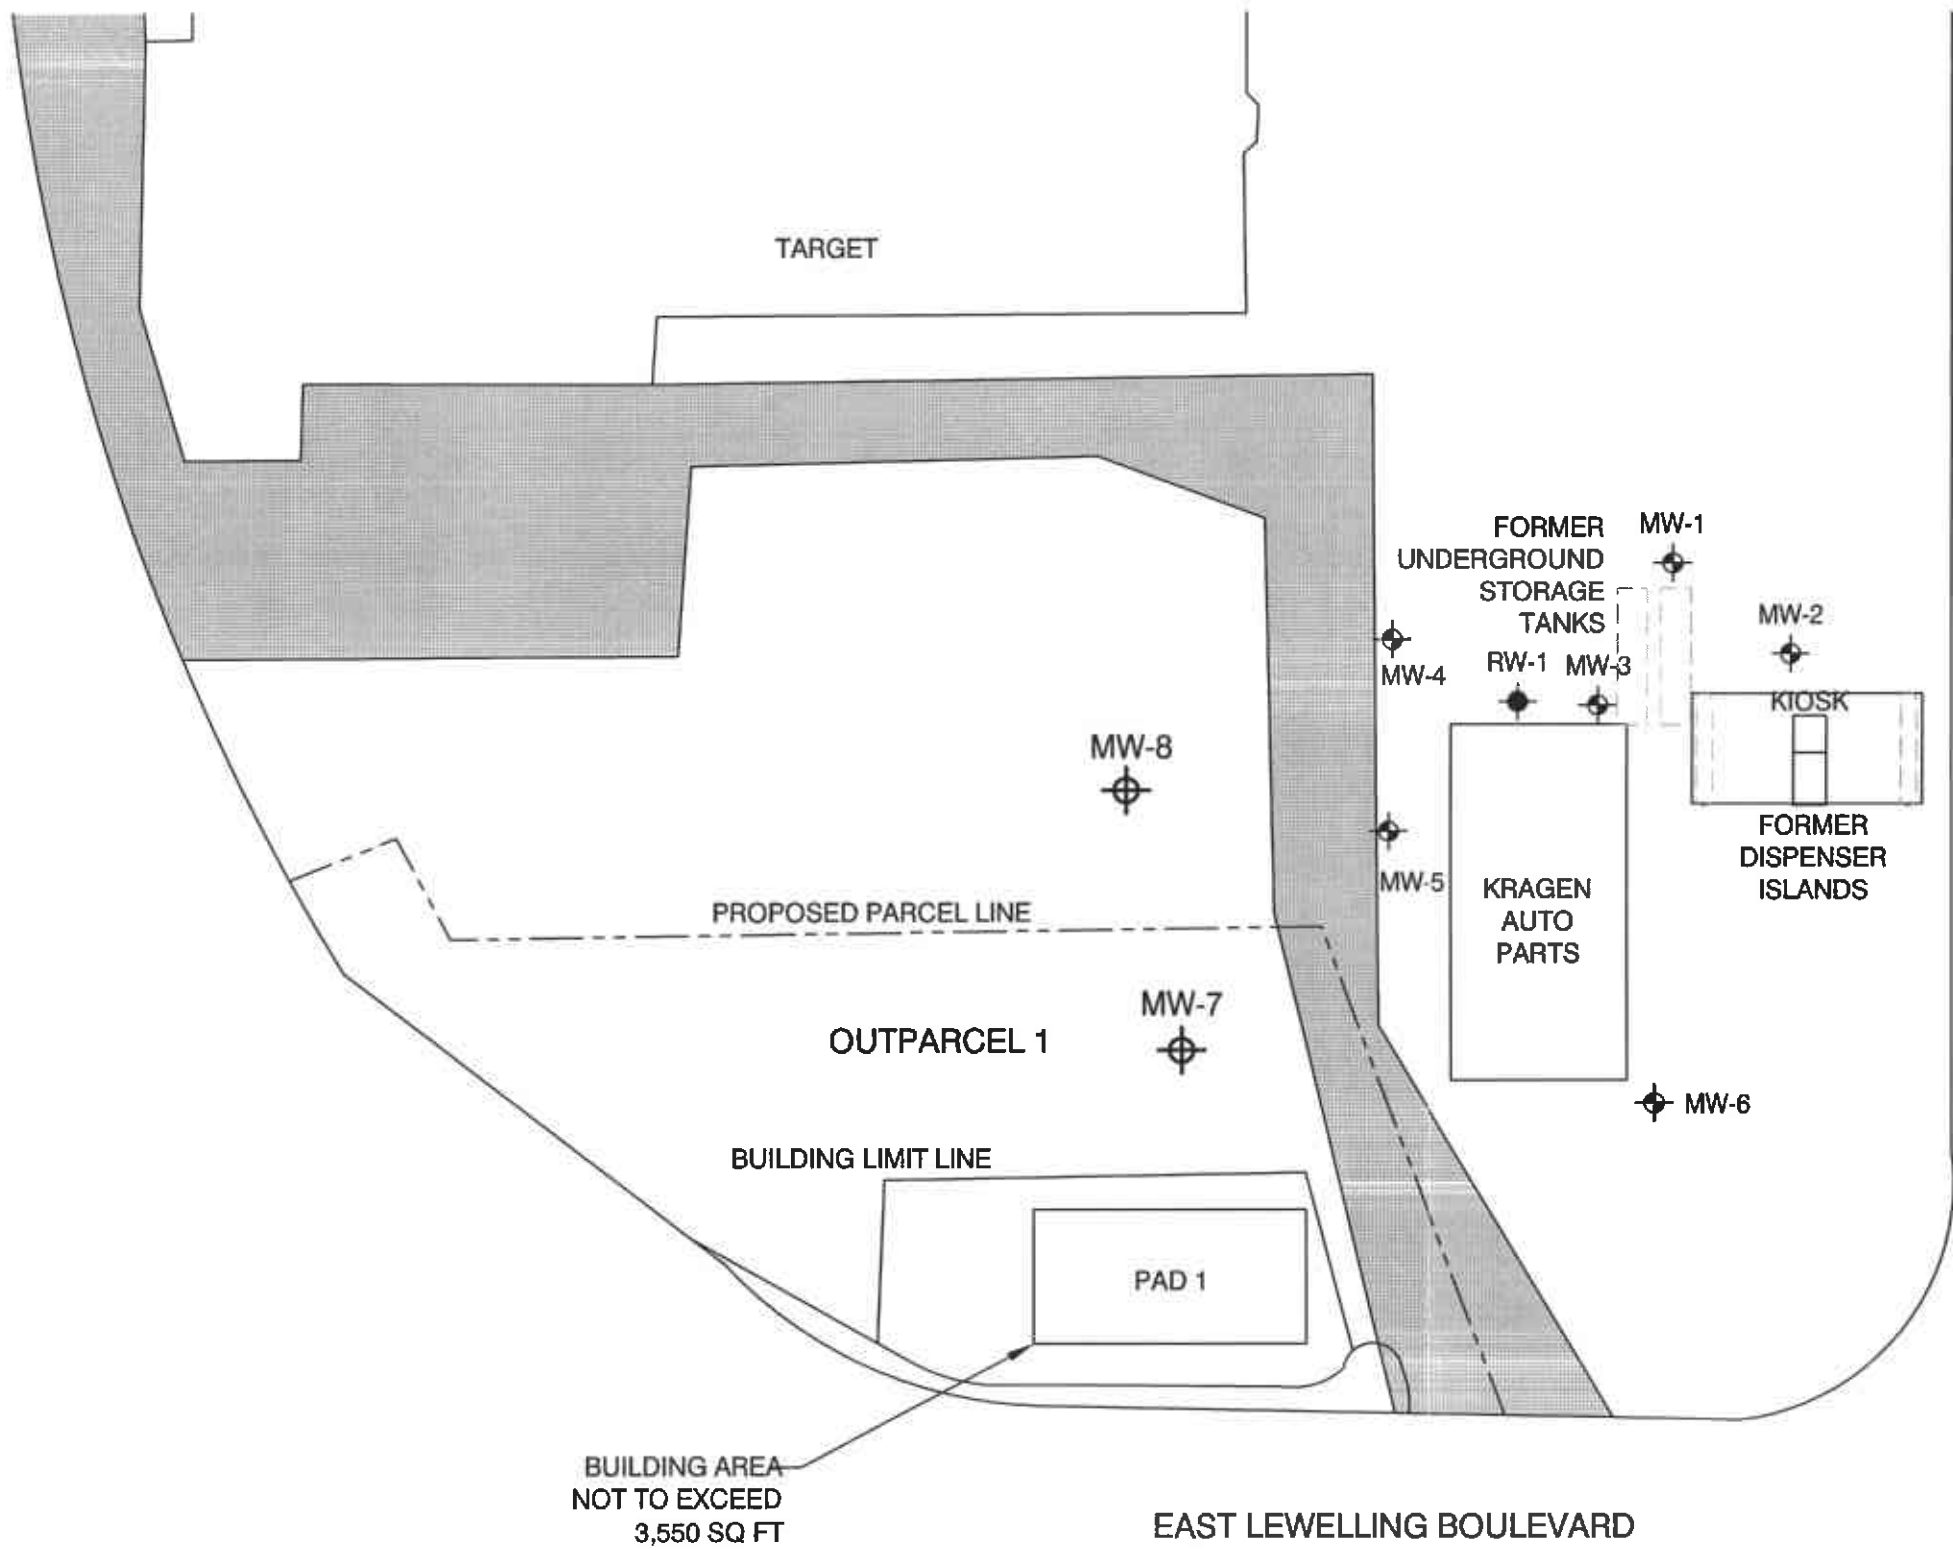 TARGET
FORMER
UNDERGROUND
STORAGE
TANKS
MW-1
MW-2
MW-4
RW-1
MW-3
KIOSK
MW-8
FORMER
DISPENSER
ISLANDS
MW-5
KRAGEN
AUTO
PARTS
PROPOSED PARCEL LINE
MW-7
OUTPARCEL 1
MW-6
BUILDING LIMIT LINE
PAD 1
BUILDING AREA
NOT TO EXCEED
3,550 SQ FT
EAST LEWELLING BOULEVARD